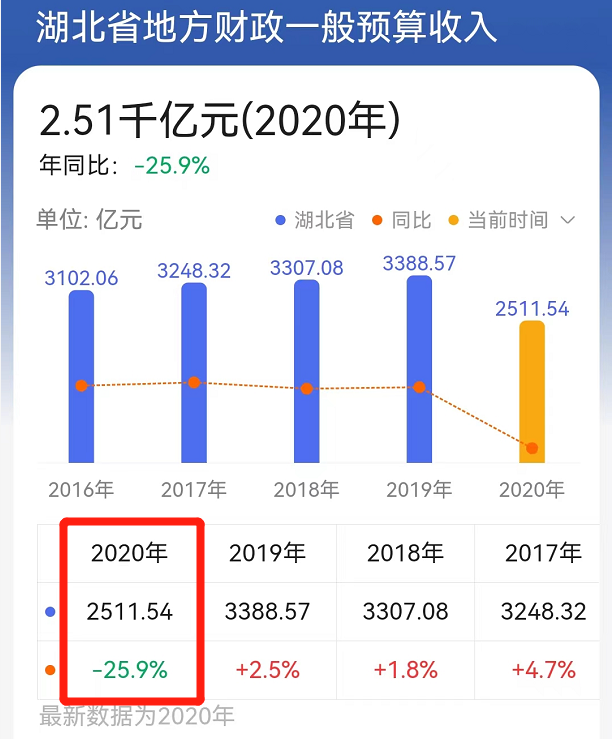 湖北省地方财政一般预算收入
2.51千亿元(2020年)
年同比: -25.9%
单位: 亿元 湖北省 同比 当前时间
3102.06 3248.32 3307.08 3388.57 2511.54
2016年 2017年 2018年 2019年 2020年
2020年 2019年 2018年 2017年
2511.54 3388.57 3307.08 3248.32
-25.9% +2.5% +1.8% +4.7%
最新数据为2020年